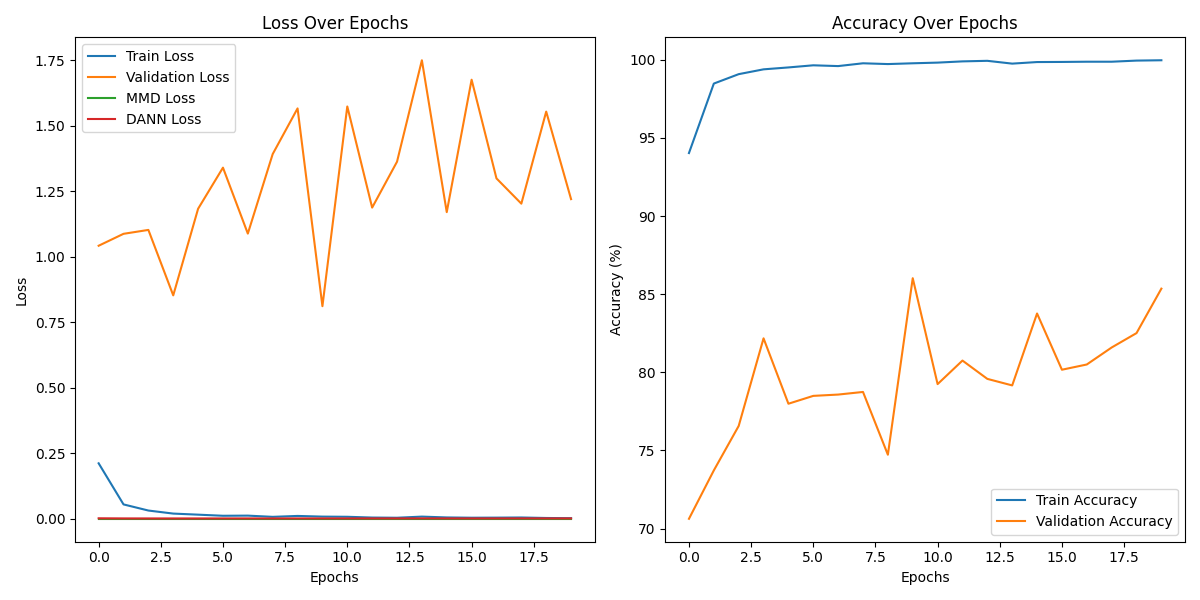 Loss Over Epochs
Train Loss
Validation Loss
MMD Loss
DANN Loss
1.75
1.50
1.25
1.00
0.75
0.50
0.25
0.00
Loss
0.0 2.5 5.0 7.5 10.0 12.5 15.0 17.5
Epochs
Accuracy Over Epochs
100
95
90
85
80
75
70
Accuracy (%)
Train Accuracy
Validation Accuracy
0.0 2.5 5.0 7.5 10.0 12.5 15.0 17.5
Epochs